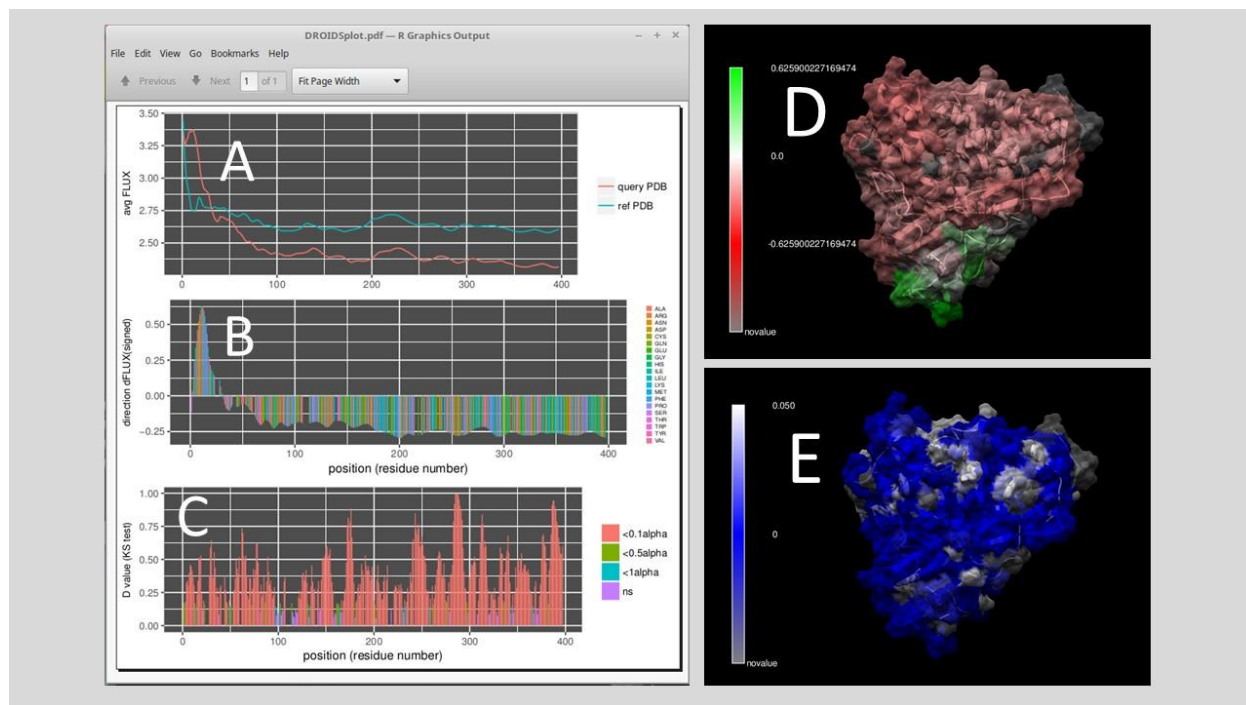 DROIDSplot.pdf — R Graphics Output
File Edit View Go Bookmarks Help
Previous Next 1 of 1 Fit Page Width
A
3.50
3.25
3.00
2.75
2.50
avg FLUX
0 100 200 300 400
query PDB
ref PDB
B
0.50
0.25
0.00
−0.25
direction dFLUX(signed)
0 100 200 300 400
position (residue number)
ALA
ARG
ASN
ASP
CYS
GLN
GLU
GLY
HIS
ILE
LEU
LYS
MET
PHE
PRO
SER
THR
TRP
TYR
VAL
C
1.00
0.75
0.50
0.25
0.00
D value (KS test)
0 100 200 300 400
position (residue number)
<0.1alpha
<0.5alpha
<1alpha
ns
D
0.625900227169474
0.0
-0.625900227169474
novalue
E
0.050
0
novalue